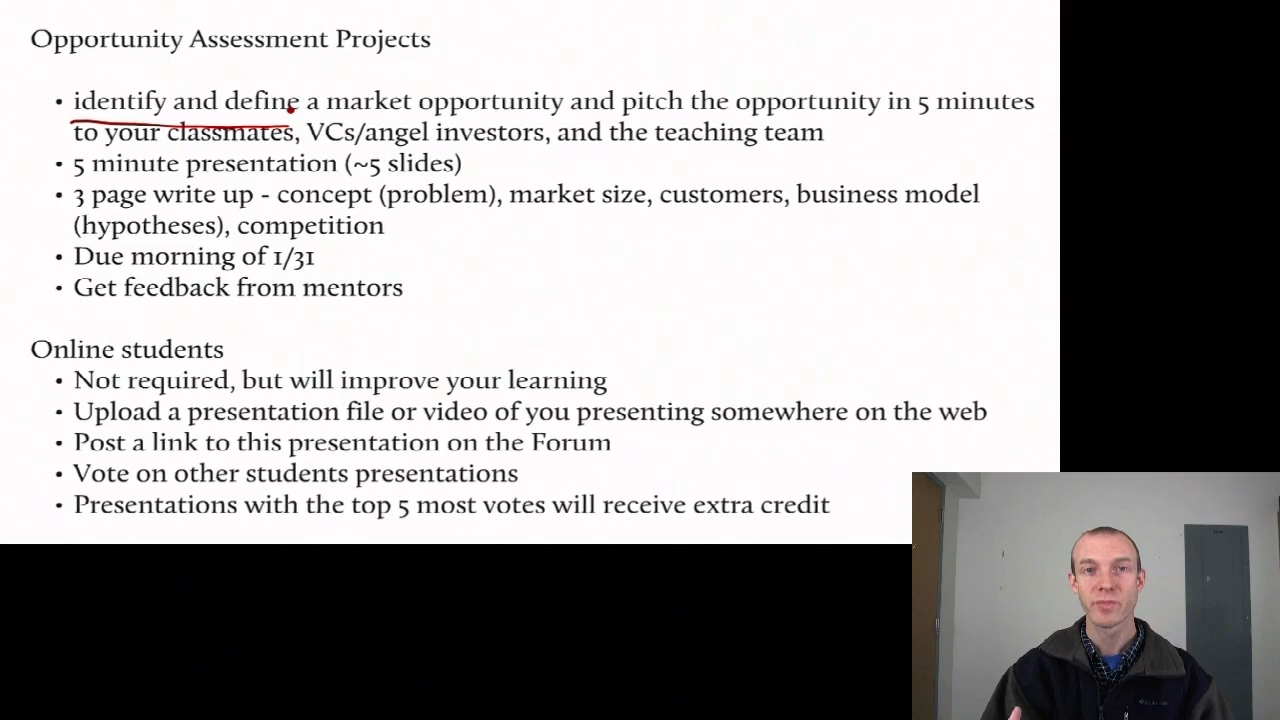 Opportunity Assessment Projects
• identify and define a market opportunity and pitch the opportunity in 5 minutes
to your classmates, VCs/angel investors, and the teaching team
• 5 minute presentation (~5 slides)
• 3 page write up - concept (problem), market size, customers, business model
(hypotheses), competition
• Due morning of 1/31
• Get feedback from mentors
Online students
• Not required, but will improve your learning
• Upload a presentation file or video of you presenting somewhere on the web
• Post a link to this presentation on the Forum
• Vote on other students presentations
• Presentations with the top 5 most votes will receive extra credit